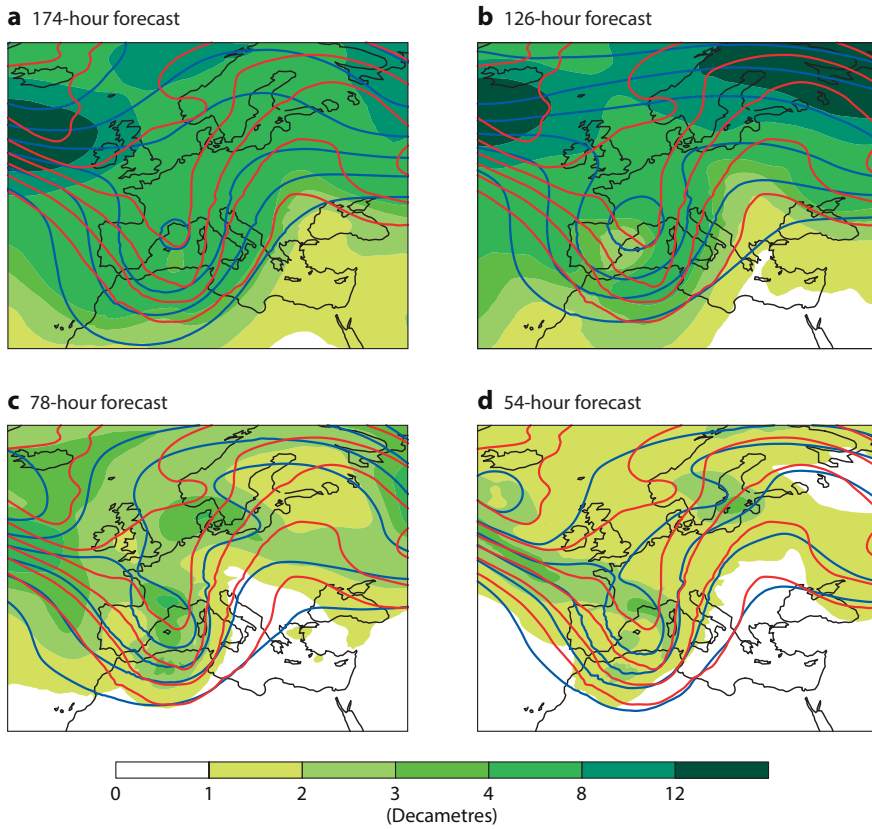 a 174-hour forecast
b 126-hour forecast
c 78-hour forecast
d 54-hour forecast
0 1 2 3 4 8 12
(Decametres)